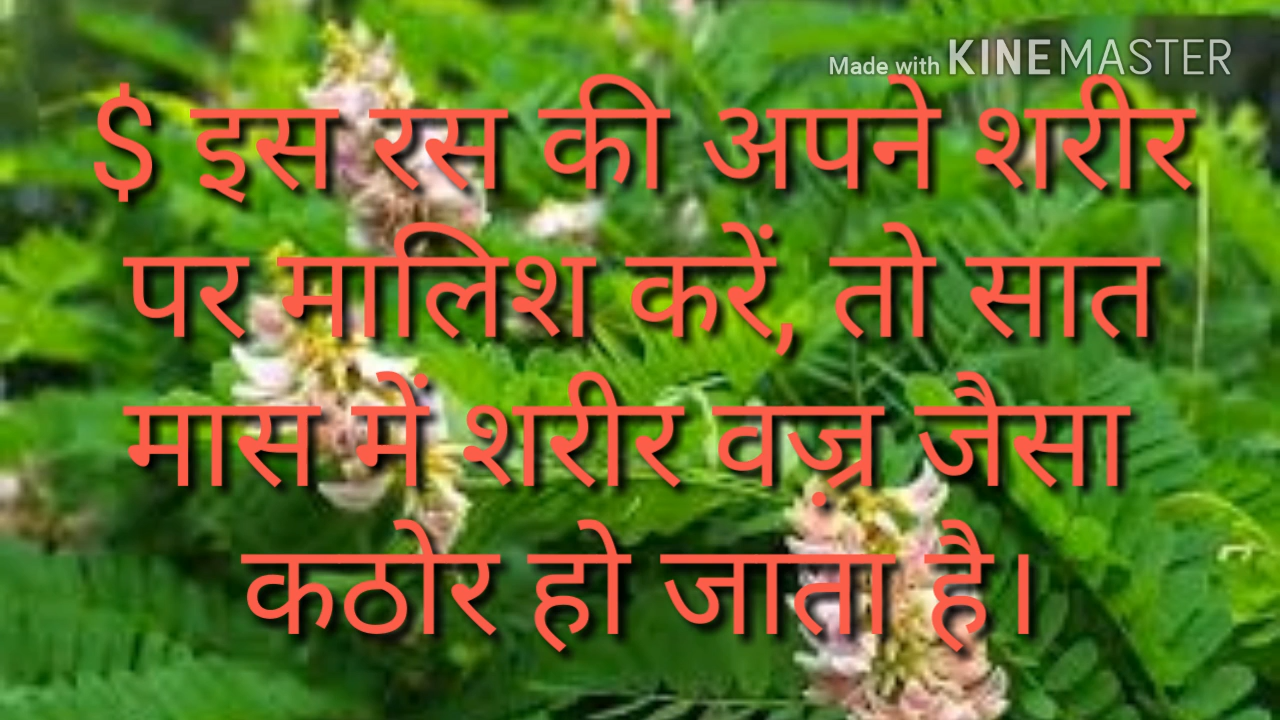 Made with KINEMASTER
$ इस रस की अपने शरीर
पर मालिश करें, तो सात
मास में शरीर वज़्र जैसा
कठोर हो जाता है।